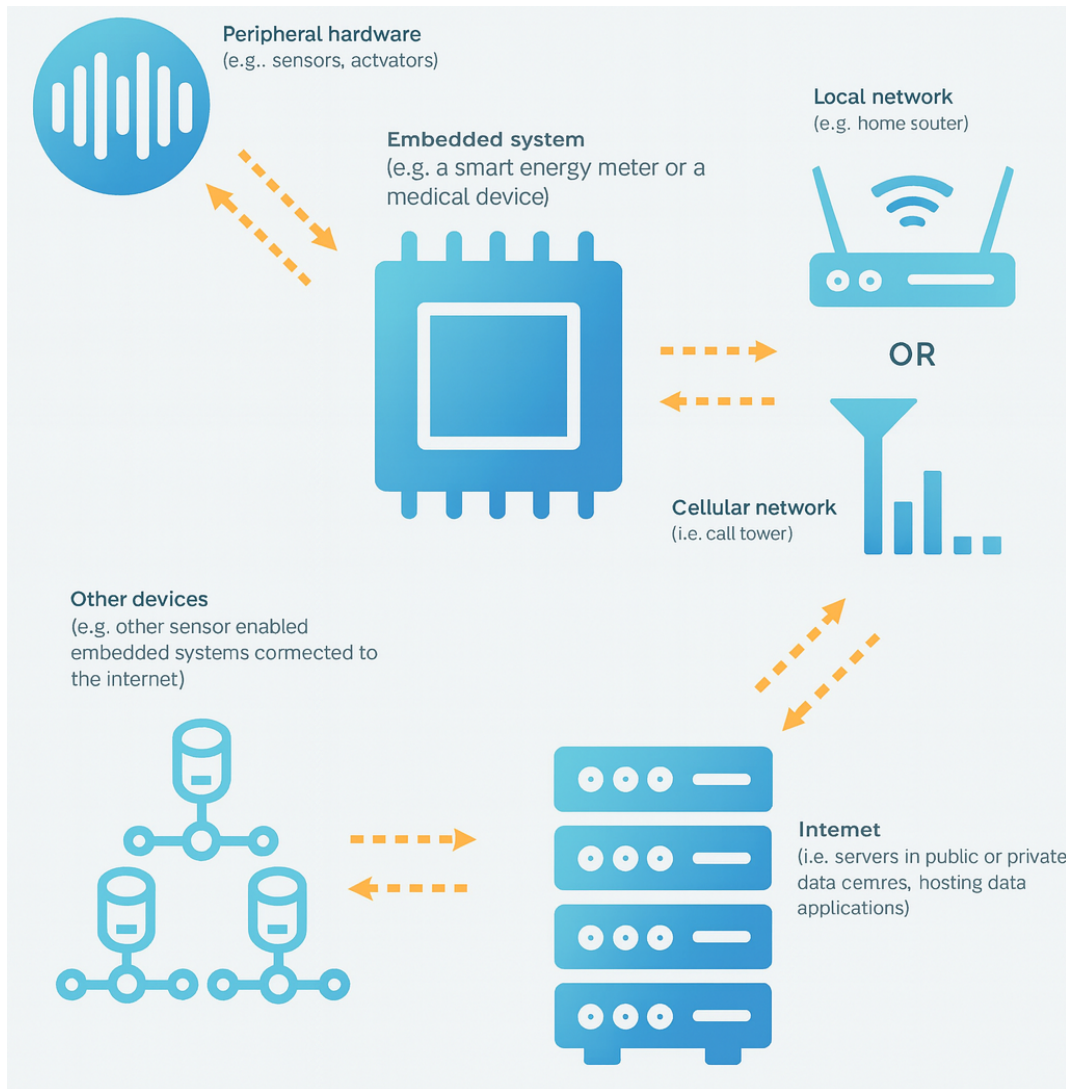 Peripheral hardware
(e.g.. sensors, actvators)
Embedded system
(e.g. a smart energy meter or a
medical device)
Local network
(e.g. home souter)
OR
Cellular network
(i.e. call tower)
Other devices
(e.g. other sensor enabled
embedded systems comnected to
the internet)
Intemet
(i.e. servers in public or private
data cemres, hosting data
applications)